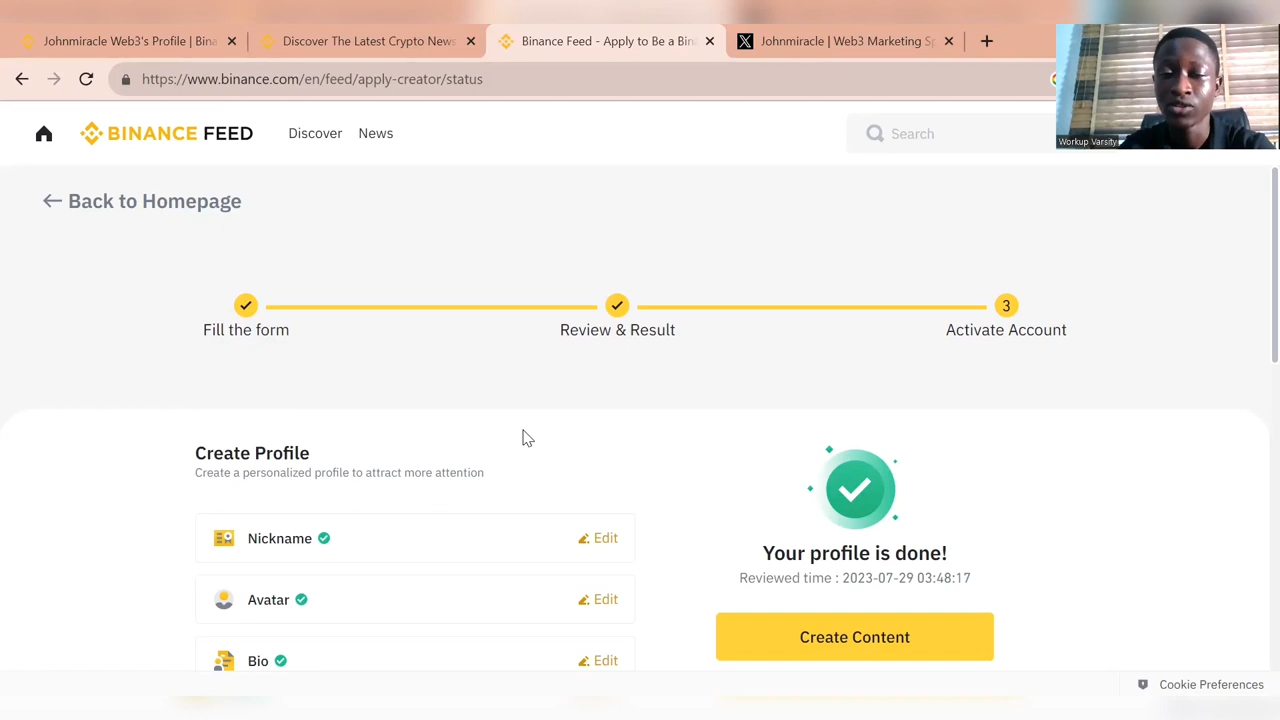 Johnmiracle Web3's Profile | Bina
Discover The Latest Crypto News
Binance Feed - Apply to Be a Bin
Johnmiracle | Web3 Marketing Sp
https://www.binance.com/en/feed/apply-creator/status
Workup Varsity
BINANCE FEED
Discover
News
Search
Back to Homepage
3
Fill the form
Review & Result
Activate Account
Create Profile
Create a personalized profile to attract more attention
Nickname
Edit
Avatar
Edit
Bio
Edit
Your profile is done!
Reviewed time : 2023-07-29 03:48:17
Create Content
Cookie Preferences